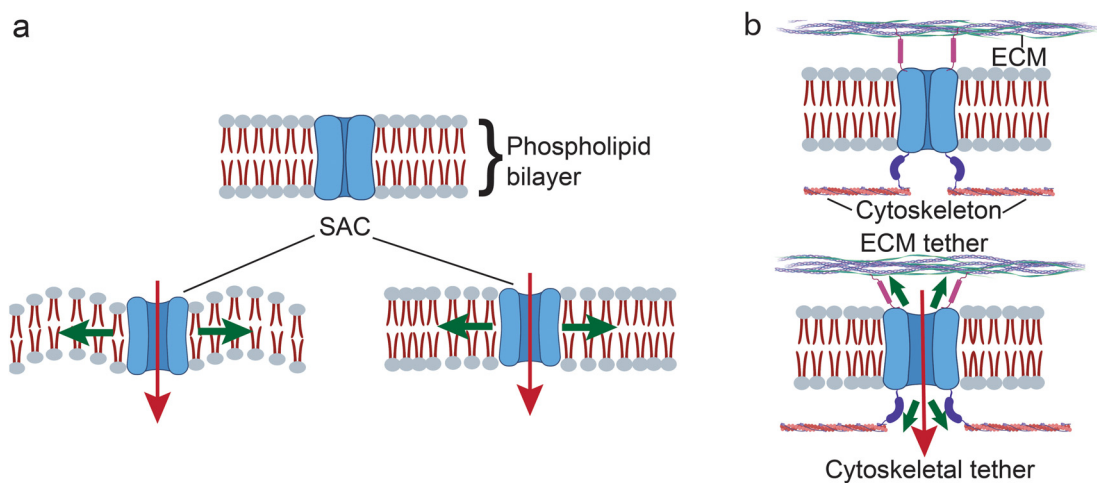 a
Phospholipid
bilayer
SAC
b
ECM
Cytoskeleton
ECM tether
Cytoskeletal tether